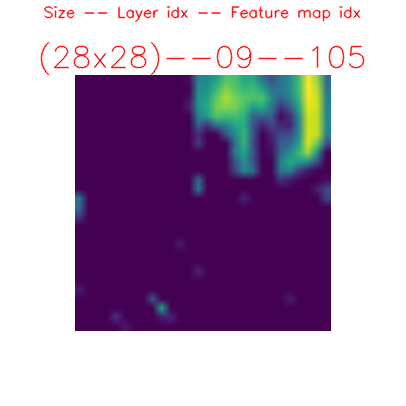 Size -- Layer idx -- Feature map idx
(28x28)--09--105